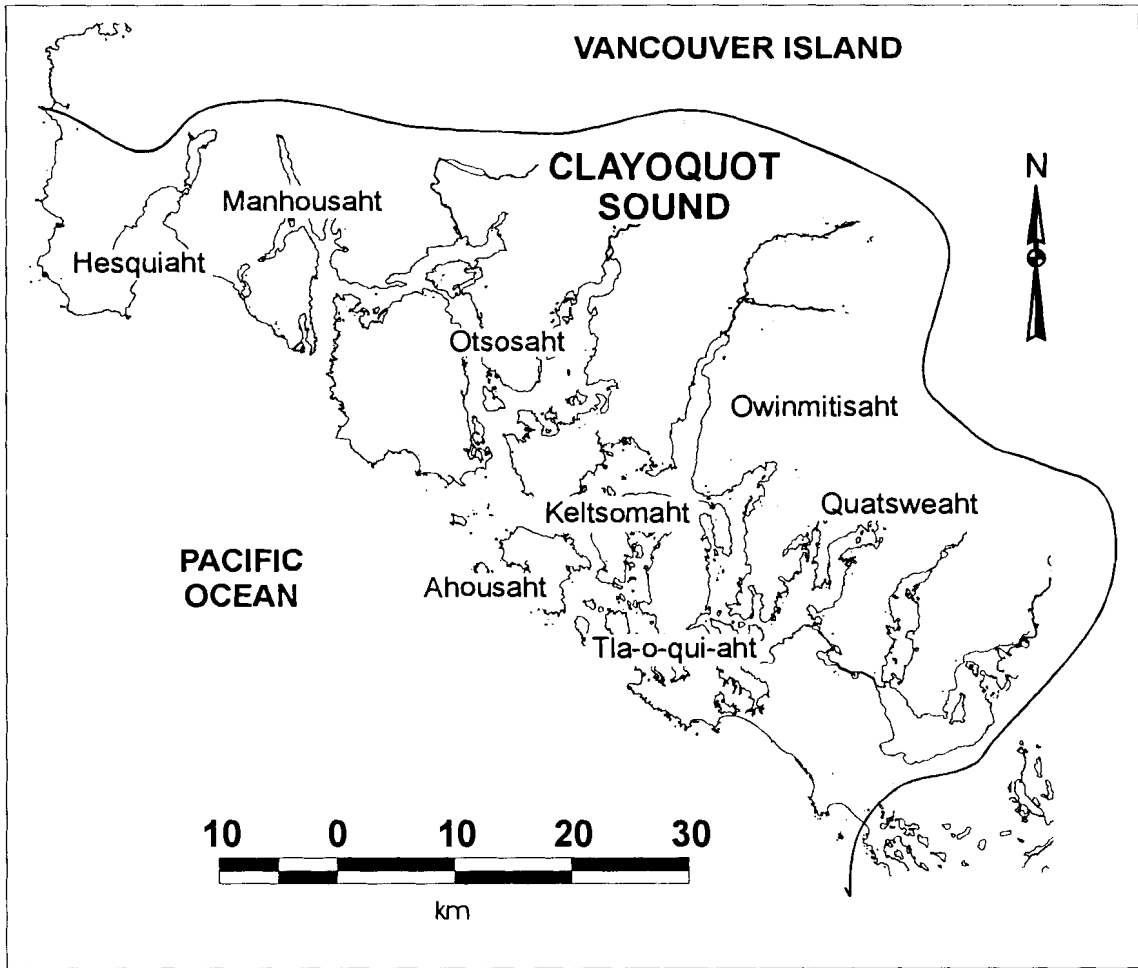 VANCOUVER ISLAND
CLAYOQUOT
SOUND
N
Manhousaht
Hesquiaht
Otsosaht
Owinmitisaht
Keltsomaht
Quatsweaht
PACIFIC
OCEAN
Ahousaht
Tla-o-qui-aht
10 0 10 20 30
km